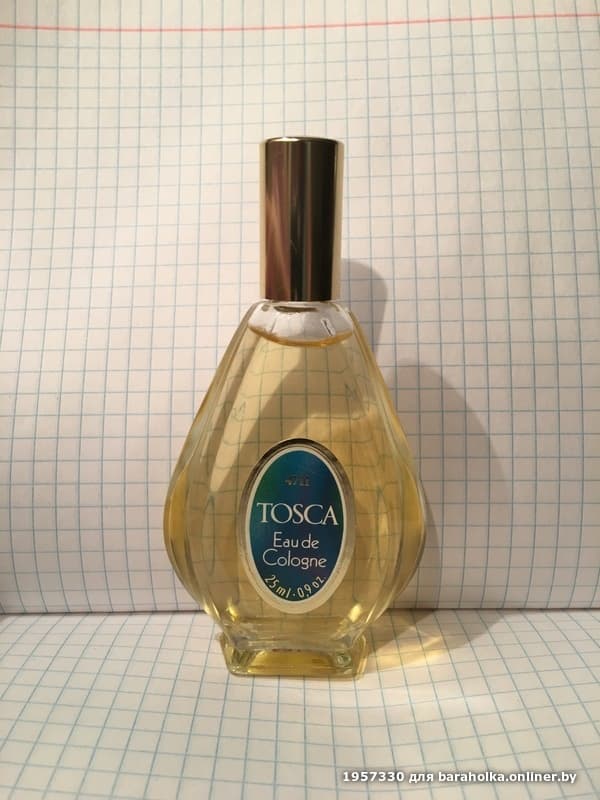 4711
TOSCA
Eau de
Cologne
25 ml · 0,9 oz.
1957330 для baraholka.onliner.by